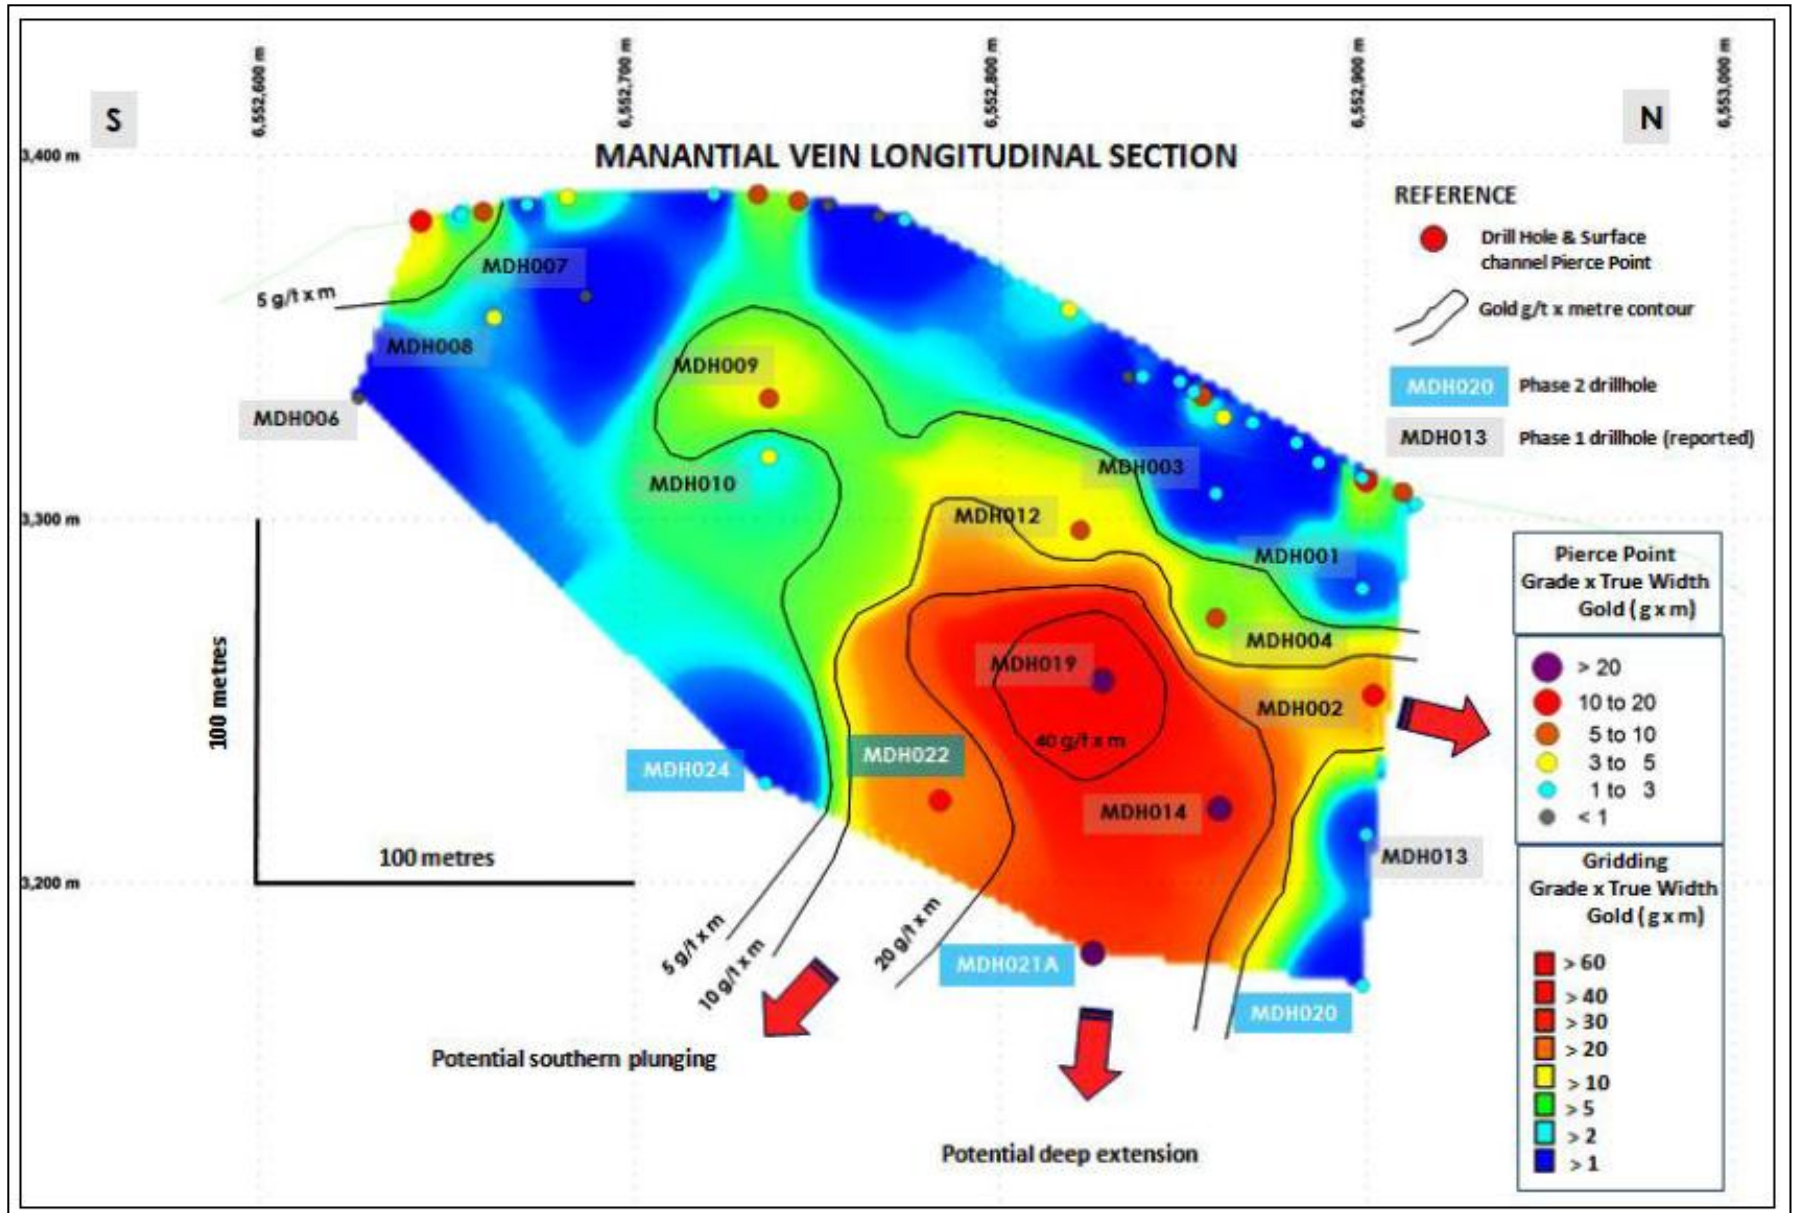 6,552,600 m
6,552,700 m
6,552,800 m
6,552,900 m
6,553,000 m
S
N
3,400 m
MANANTIAL VEIN LONGITUDINAL SECTION
REFERENCE
Drill Hole & Surface
channel Pierce Point
Gold g/t x metre contour
MDH020 Phase 2 drillhole
MDH013 Phase 1 drillhole (reported)
MDH007
5 g/t x m
MDH008
MDH009
MDH006
MDH010
MDH003
MDH012
3,300 m
MDH001
MDH004
MDH019
MDH002
40 g/t x m
MDH022
MDH024
MDH014
MDH013
100 metres
100 metres
3,200 m
5 g/t x m
10 g/t x m
20 g/t x m
MDH021A
MDH020
Potential southern plunging
Potential deep extension
Pierce Point
Grade x True Width
Gold ( g x m)
> 20
10 to 20
5 to 10
3 to 5
1 to 3
< 1
Gridding
Grade x True Width
Gold ( g x m)
> 60
> 40
> 30
> 20
> 10
> 5
> 2
> 1